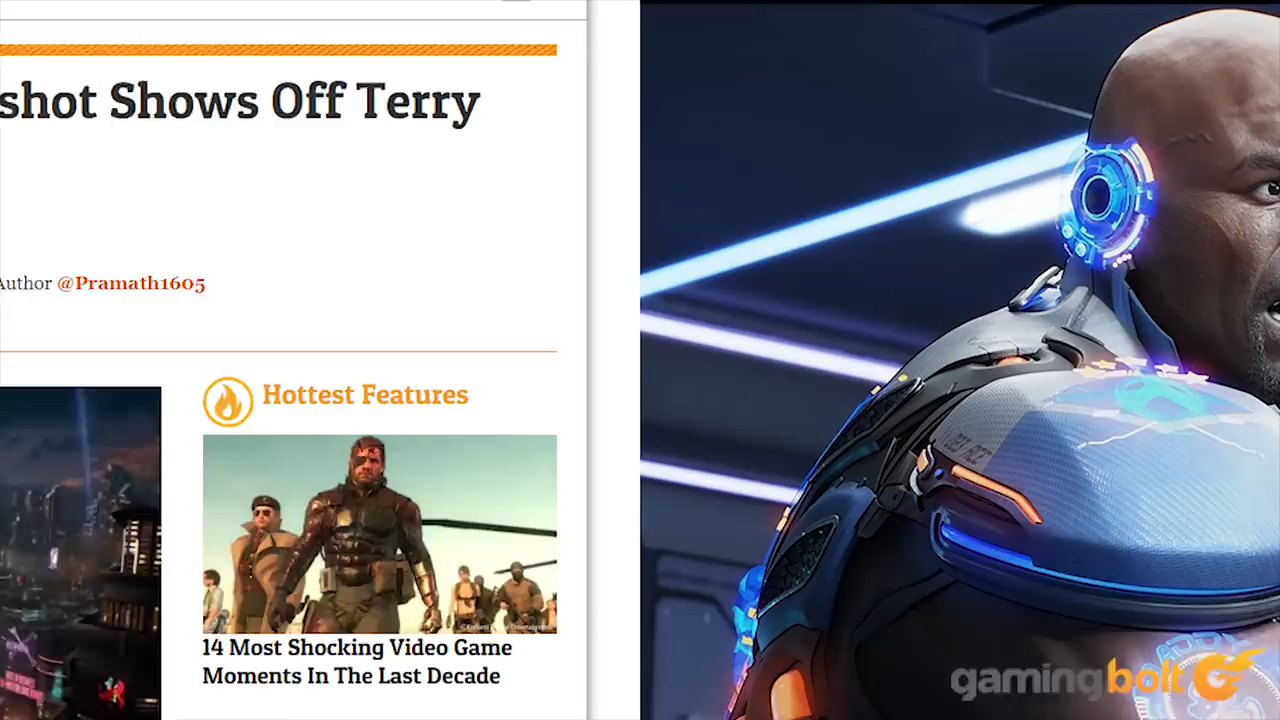 shot Shows Off Terry
Author @Pramath1605
Hottest Features
14 Most Shocking Video Game
Moments In The Last Decade
gamingbolt